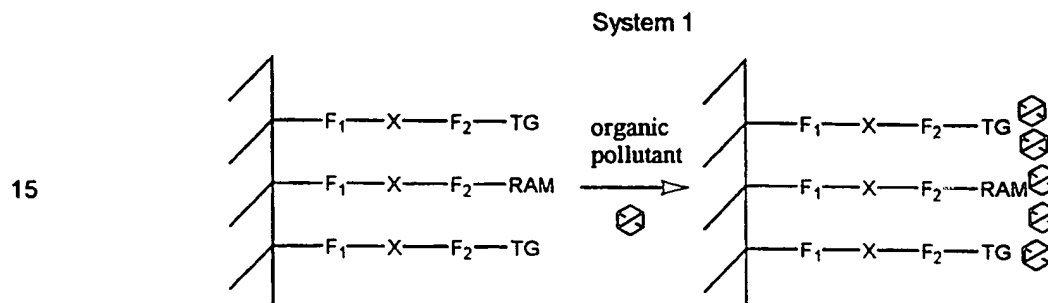 System 1
F₁—X—F₂—TG
organic
pollutant
F₁—X—F₂—TG
15
F₁—X—F₂—RAM
F₁—X—F₂—RAM
F₁—X—F₂—TG
F₁—X—F₂—TG